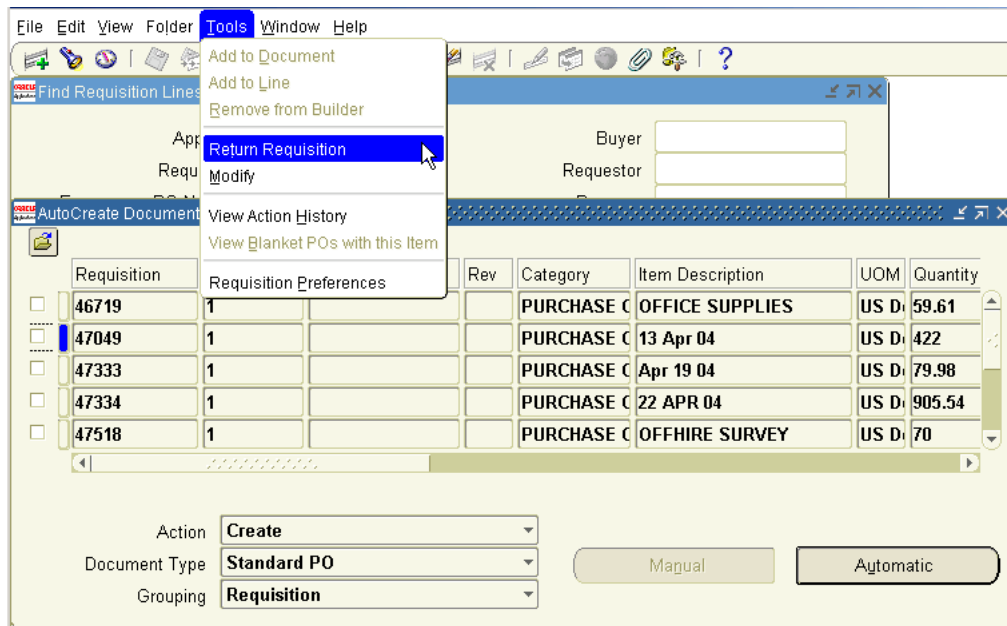 File Edit View Folder Tools Window Help
Add to Document
Add to Line
Remove from Builder
Return Requisition
Modify
View Action History
View Blanket POs with this Item
Requisition Preferences
ORACLE
Find Requisition Lines
Buyer
Requ
Requestor
AutoCreate Document
Requisition Rev Category Item Description UOM Quantity
46719 1 PURCHASE OFFICE SUPPLIES US D 59.61
47049 1 PURCHASE 13 Apr 04 US D 422
47333 1 PURCHASE Apr 19 04 US D 79.98
47334 1 PURCHASE 22 APR 04 US D 905.54
47518 1 PURCHASE OFFHIRE SURVEY US D 70
Action Create
Document Type Standard PO
Manual Automatic
Grouping Requisition